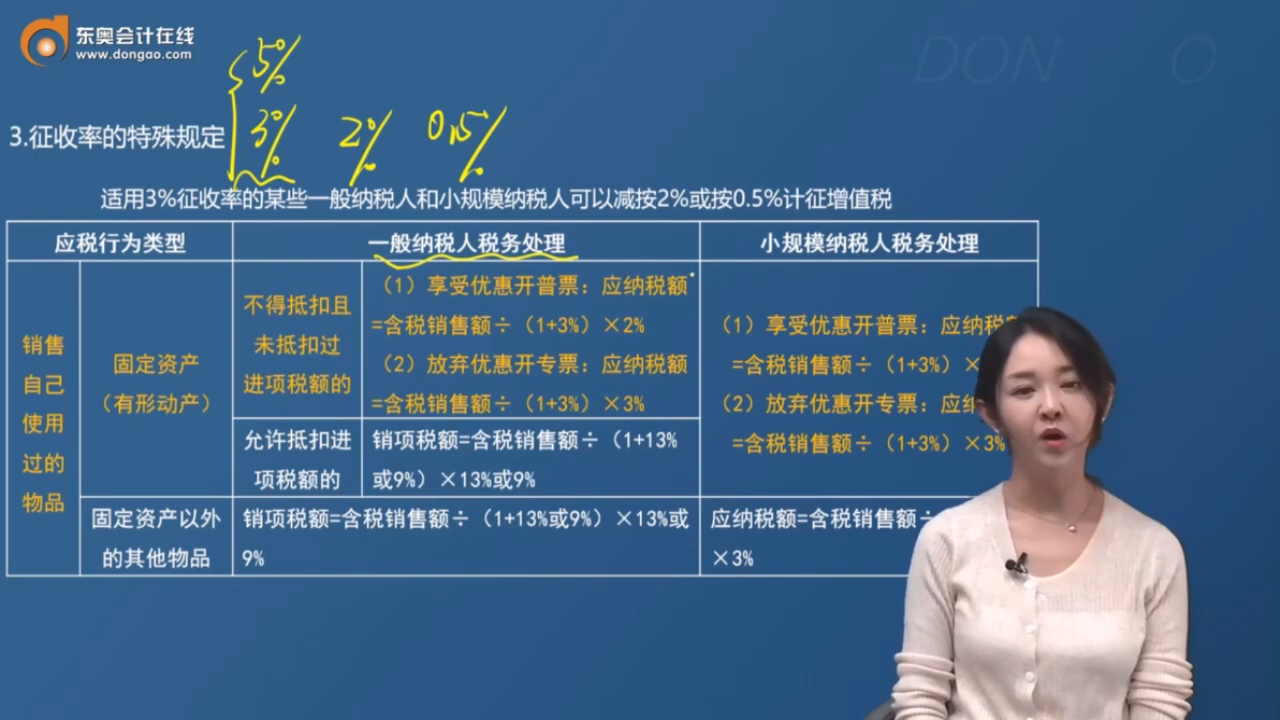 东奥会计在线
www.dongao.com
DON
5%
3% 2% 0.5%
3.征收率的特殊规定
适用3%征收率的某些一般纳税人和小规模纳税人可以减按2%或按0.5%计征增值税
应税行为类型 一般纳税人税务处理 小规模纳税人税务处理
销售
自己
使用
过的
物品
固定资产
（有形动产）
不得抵扣且
未抵扣过
进项税额的
（1）享受优惠开普票：应纳税额
=含税销售额÷（1+3%）×2%
（2）放弃优惠开专票：应纳税额
=含税销售额÷（1+3%）×3%
（1）享受优惠开普票：应纳税
=含税销售额÷（1+3%）×
（2）放弃优惠开专票：应纳
=含税销售额÷（1+3%）×3%
允许抵扣进
项税额的
销项税额=含税销售额÷（1+13%
或9%）×13%或9%
固定资产以外
的其他物品
销项税额=含税销售额÷（1+13%或9%）×13%或
9%
应纳税额=含税销售额÷
×3%